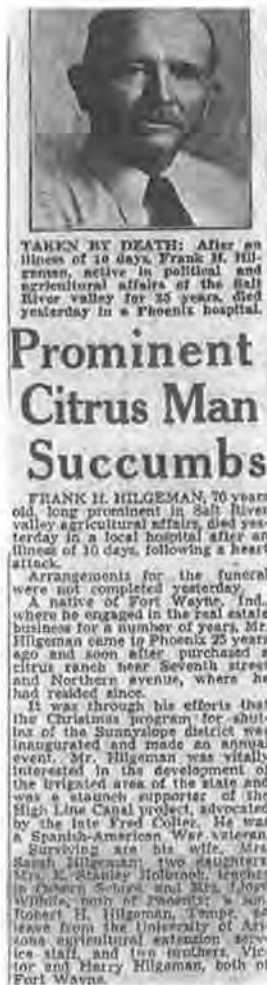 TAKEN BY DEATH: After an
illness of 10 days, Frank H. Hil-
geman, active in political and
agricultural affairs of the Salt
River valley for 25 years, died
yesterday in a Phoenix hospital.
Prominent
Citrus Man
Succumbs
FRANK H. HILGEMAN, 76 years
old, long prominent in Salt River
valley agricultural affairs, died yes-
terday in a local hospital after an
illness of 10 days, following a heart
attack.
Arrangements for the funeral
were not completed yesterday.
A native of Fort Wayne, Ind.,
where he engaged in the real estate
business for a number of years, Mr.
Hilgeman came to Phoenix 25 years
ago and soon after purchased a
citrus ranch near Seventh street
and Northern avenue, where he
had resided since.
It was through his efforts that
the Christmas program for shut-
ins of the Sunnyslope district was
inaugurated and made an annual
event. Mr. Hilgeman was vitally
interested in the development of
the irrigated area of the state and
was a staunch supporter of the
High Line Canal project, advocated
by the late Fred Colter. He was
a Spanish-American War veteran.
Surviving are his wife, Mrs.
Sarah Hilgeman; two daughters,
Mrs. E. Stanley Holbrook, teacher
in Osborn School, and Mrs.
Wilhite, both of Phoenix; a son,
Robert H. Hilgeman, Tempe, on
leave from the University of Ari-
zona agricultural extension serv-
ice staff, and two brothers, Vic-
tor and Harry Hilgeman, both of
Fort Wayne.